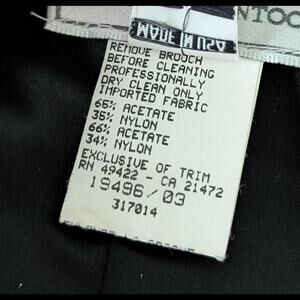 NTOC
MADE IN USA
REMOVE BROOCH
BEFORE CLEANING
PROFESSIONALLY
DRY CLEAN ONLY
IMPORTED FABRIC
65% ACETATE
35% NYLON
66% ACETATE
34% NYLON
EXCLUSIVE OF TRIM
RN 49422 - CA 21472
19496/03
317014